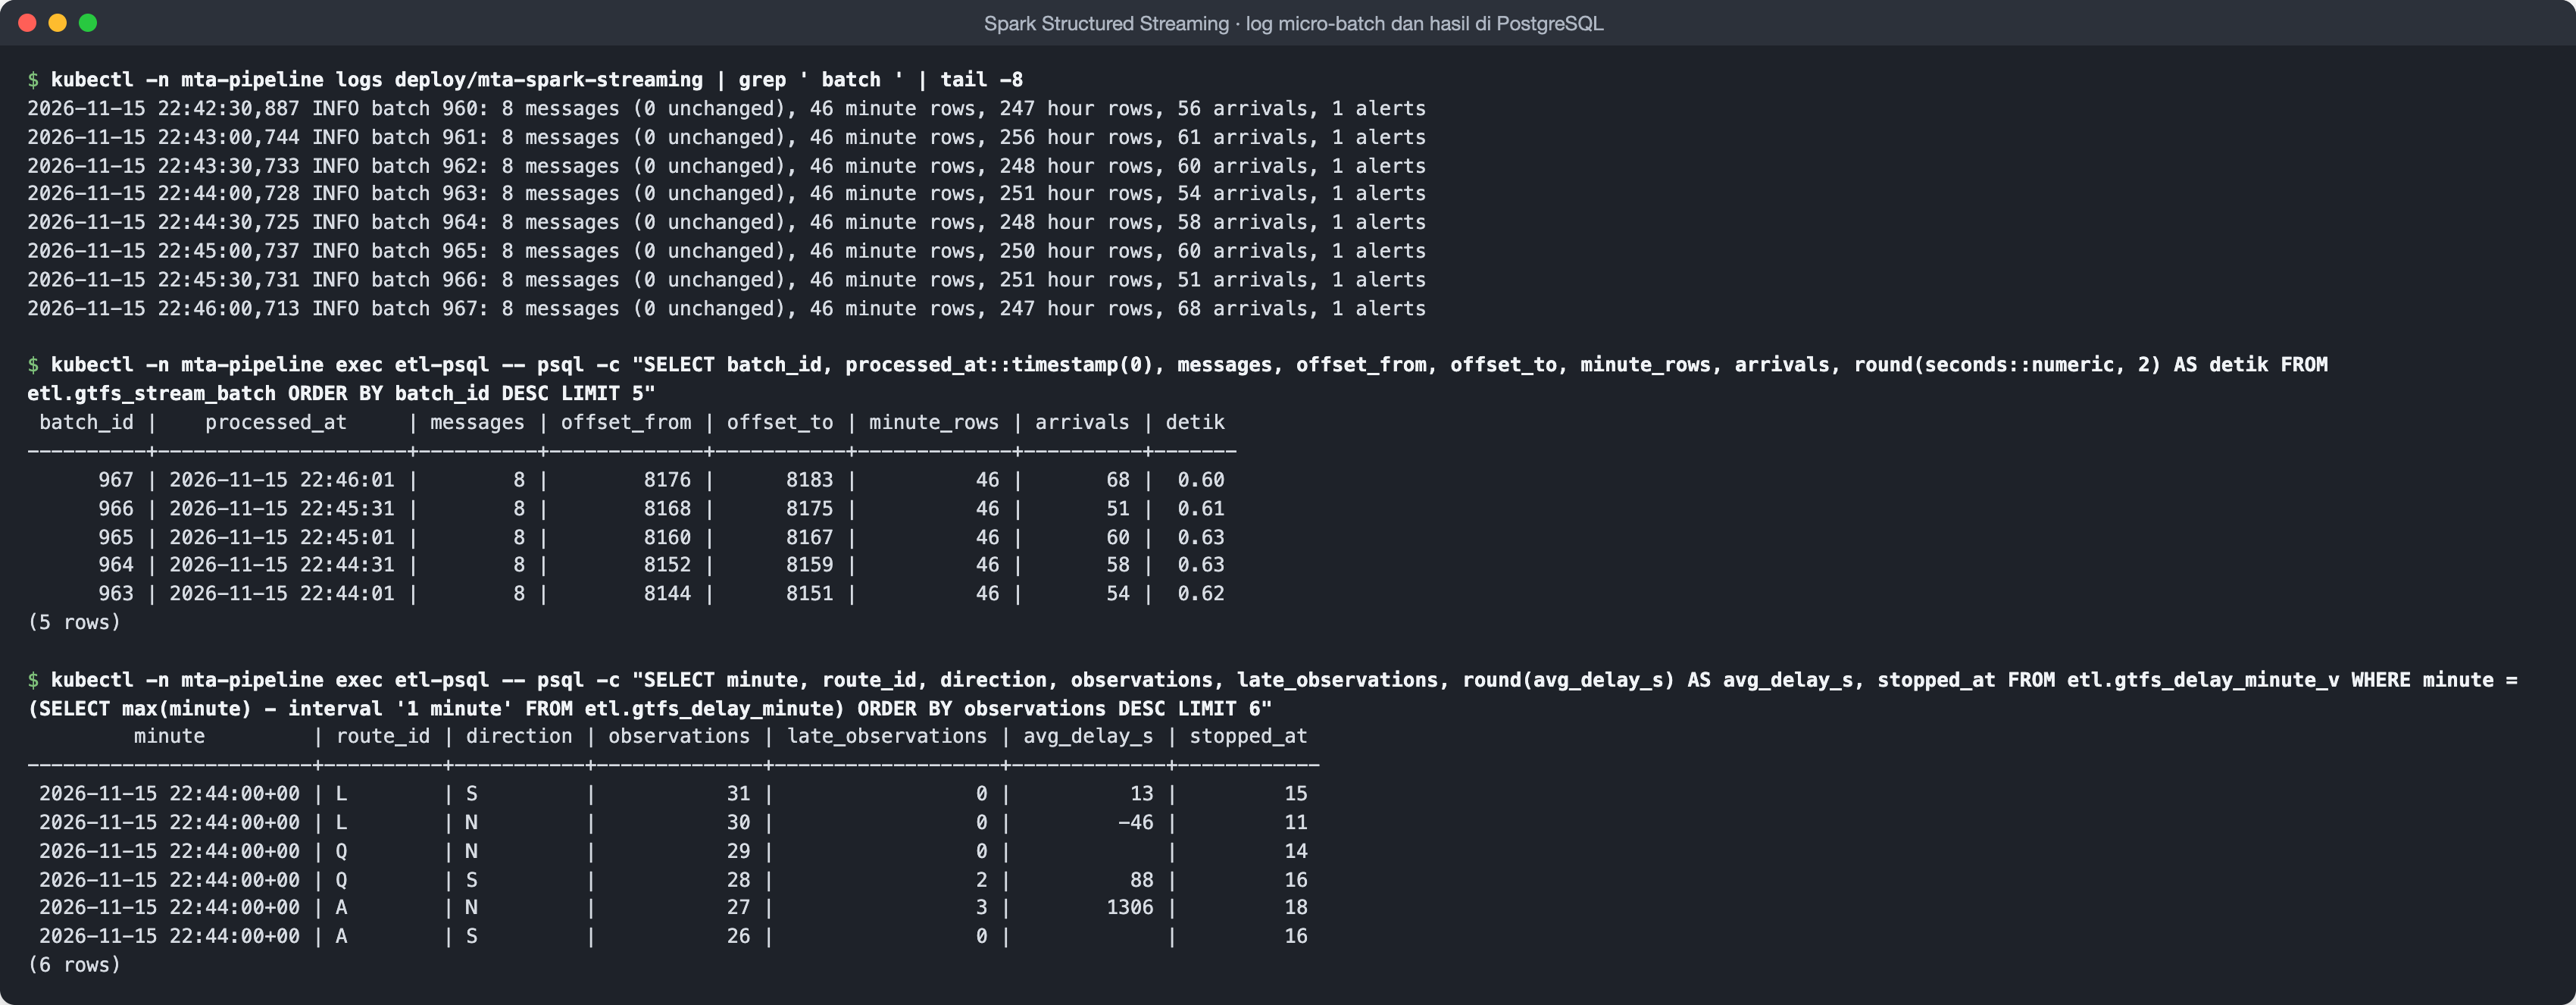 Spark Structured Streaming · log micro-batch dan hasil di PostgreSQL
$ kubectl -n mta-pipeline logs deploy/mta-spark-streaming | grep ' batch ' | tail -8
2026-11-15 22:42:30,887 INFO batch 960: 8 messages (0 unchanged), 46 minute rows, 247 hour rows, 56 arrivals, 1 alerts
2026-11-15 22:43:00,744 INFO batch 961: 8 messages (0 unchanged), 46 minute rows, 256 hour rows, 61 arrivals, 1 alerts
2026-11-15 22:43:30,733 INFO batch 962: 8 messages (0 unchanged), 46 minute rows, 248 hour rows, 60 arrivals, 1 alerts
2026-11-15 22:44:00,728 INFO batch 963: 8 messages (0 unchanged), 46 minute rows, 251 hour rows, 54 arrivals, 1 alerts
2026-11-15 22:44:30,725 INFO batch 964: 8 messages (0 unchanged), 46 minute rows, 248 hour rows, 58 arrivals, 1 alerts
2026-11-15 22:45:00,737 INFO batch 965: 8 messages (0 unchanged), 46 minute rows, 250 hour rows, 60 arrivals, 1 alerts
2026-11-15 22:45:30,731 INFO batch 966: 8 messages (0 unchanged), 46 minute rows, 251 hour rows, 51 arrivals, 1 alerts
2026-11-15 22:46:00,713 INFO batch 967: 8 messages (0 unchanged), 46 minute rows, 247 hour rows, 68 arrivals, 1 alerts
$ kubectl -n mta-pipeline exec etl-psql -- psql -c "SELECT batch_id, processed_at::timestamp(0), messages, offset_from, offset_to, minute_rows, arrivals, round(seconds::numeric, 2) AS detik FROM
etl.gtfs_stream_batch ORDER BY batch_id DESC LIMIT 5"
 batch_id |    processed_at     | messages | offset_from | offset_to | minute_rows | arrivals | detik
----------+---------------------+----------+-------------+-----------+-------------+----------+-------
      967 | 2026-11-15 22:46:01 |        8 |        8176 |      8183 |          46 |       68 |  0.60
      966 | 2026-11-15 22:45:31 |        8 |        8168 |      8175 |          46 |       51 |  0.61
      965 | 2026-11-15 22:45:01 |        8 |        8160 |      8167 |          46 |       60 |  0.63
      964 | 2026-11-15 22:44:31 |        8 |        8152 |      8159 |          46 |       58 |  0.63
      963 | 2026-11-15 22:44:01 |        8 |        8144 |      8151 |          46 |       54 |  0.62
(5 rows)
$ kubectl -n mta-pipeline exec etl-psql -- psql -c "SELECT minute, route_id, direction, observations, late_observations, round(avg_delay_s) AS avg_delay_s, stopped_at FROM etl.gtfs_delay_minute_v WHERE minute =
(SELECT max(minute) - interval '1 minute' FROM etl.gtfs_delay_minute) ORDER BY observations DESC LIMIT 6"
         minute         | route_id | direction | observations | late_observations | avg_delay_s | stopped_at
------------------------+----------+-----------+--------------+-------------------+-------------+------------
 2026-11-15 22:44:00+00 | L        | S         |           31 |                 0 |          13 |         15
 2026-11-15 22:44:00+00 | L        | N         |           30 |                 0 |         -46 |         11
 2026-11-15 22:44:00+00 | Q        | N         |           29 |                 0 |             |         14
 2026-11-15 22:44:00+00 | Q        | S         |           28 |                 2 |          88 |         16
 2026-11-15 22:44:00+00 | A        | N         |           27 |                 3 |        1306 |         18
 2026-11-15 22:44:00+00 | A        | S         |           26 |                 0 |             |         16
(6 rows)